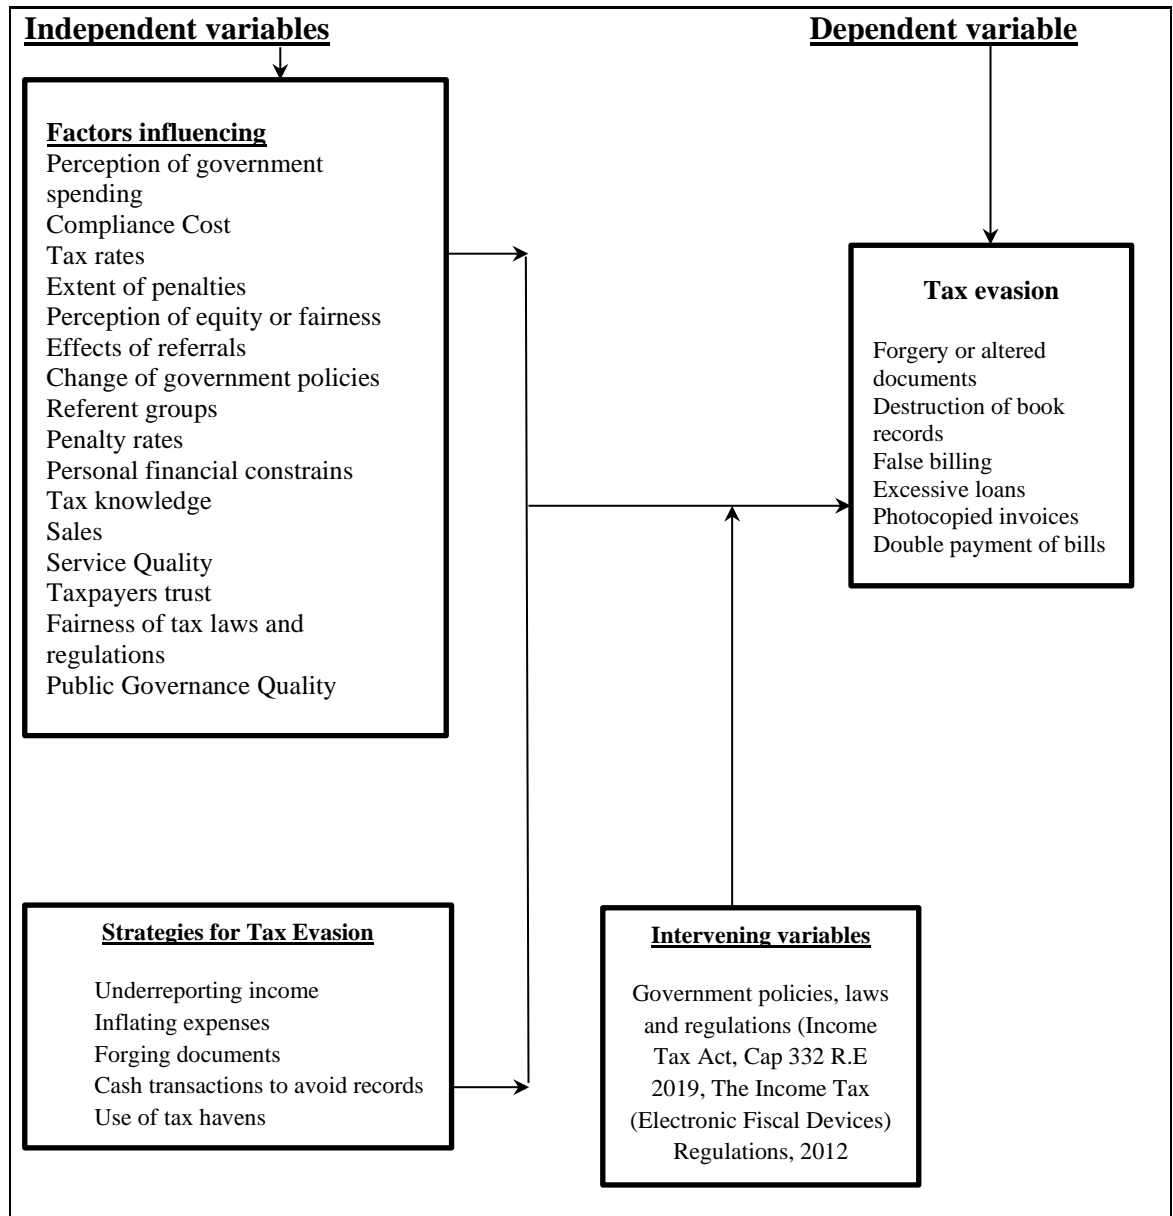 Independent variables
Dependent variable
Factors influencing
Perception of government
spending
Compliance Cost
Tax rates
Extent of penalties
Perception of equity or fairness
Effects of referrals
Change of government policies
Referent groups
Penalty rates
Personal financial constrains
Tax knowledge
Sales
Service Quality
Taxpayers trust
Fairness of tax laws and
regulations
Public Governance Quality
Tax evasion
Forgery or altered
documents
Destruction of book
records
False billing
Excessive loans
Photocopied invoices
Double payment of bills
Strategies for Tax Evasion
Underreporting income
Inflating expenses
Forging documents
Cash transactions to avoid records
Use of tax havens
Intervening variables
Government policies, laws
and regulations (Income
Tax Act, Cap 332 R.E
2019, The Income Tax
(Electronic Fiscal Devices)
Regulations, 2012